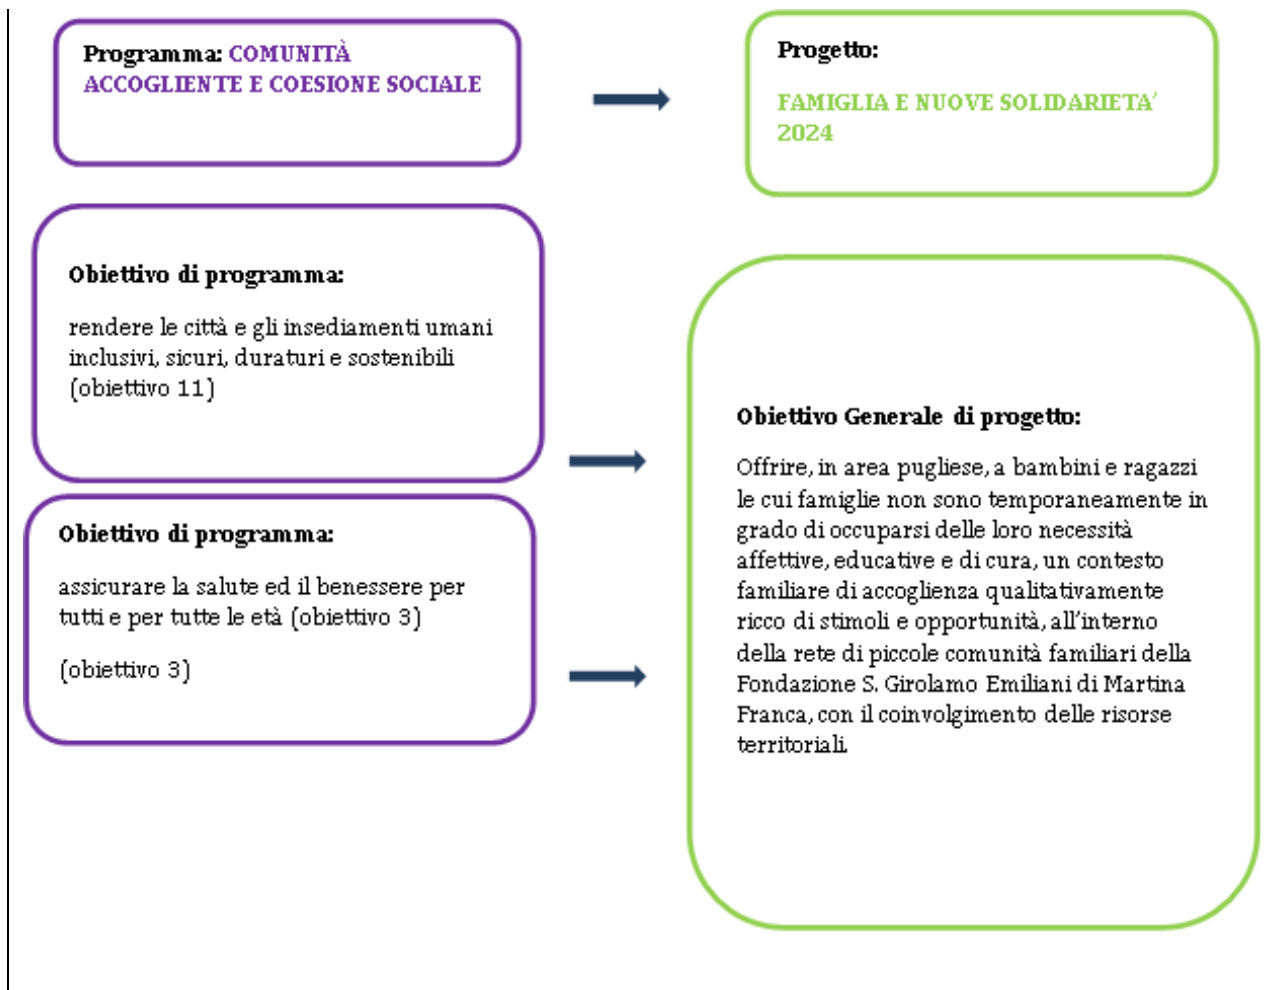 Programma: COMUNITÀ
ACCOGLIENTE E COESIONE SOCIALE
Progetto:
FAMIGLIA E NUOVE SOLIDARIETA’
2024
Obiettivo di programma:
rendere le città e gli insediamenti umani
inclusivi, sicuri, duraturi e sostenibili
(obiettivo 11)
Obiettivo di programma:
assicurare la salute ed il benessere per
tutti e per tutte le età (obiettivo 3)
(obiettivo 3)
Obiettivo Generale di progetto:
Offrire, in area pugliese, a bambini e ragazzi
le cui famiglie non sono temporaneamente in
grado di occuparsi delle loro necessità
affettive, educative e di cura, un contesto
familiare di accoglienza qualitativamente
ricco di stimoli e opportunità, all’interno
della rete di piccole comunità familiari della
Fondazione S. Girolamo Emiliani di Martina
Franca, con il coinvolgimento delle risorse
territoriali.